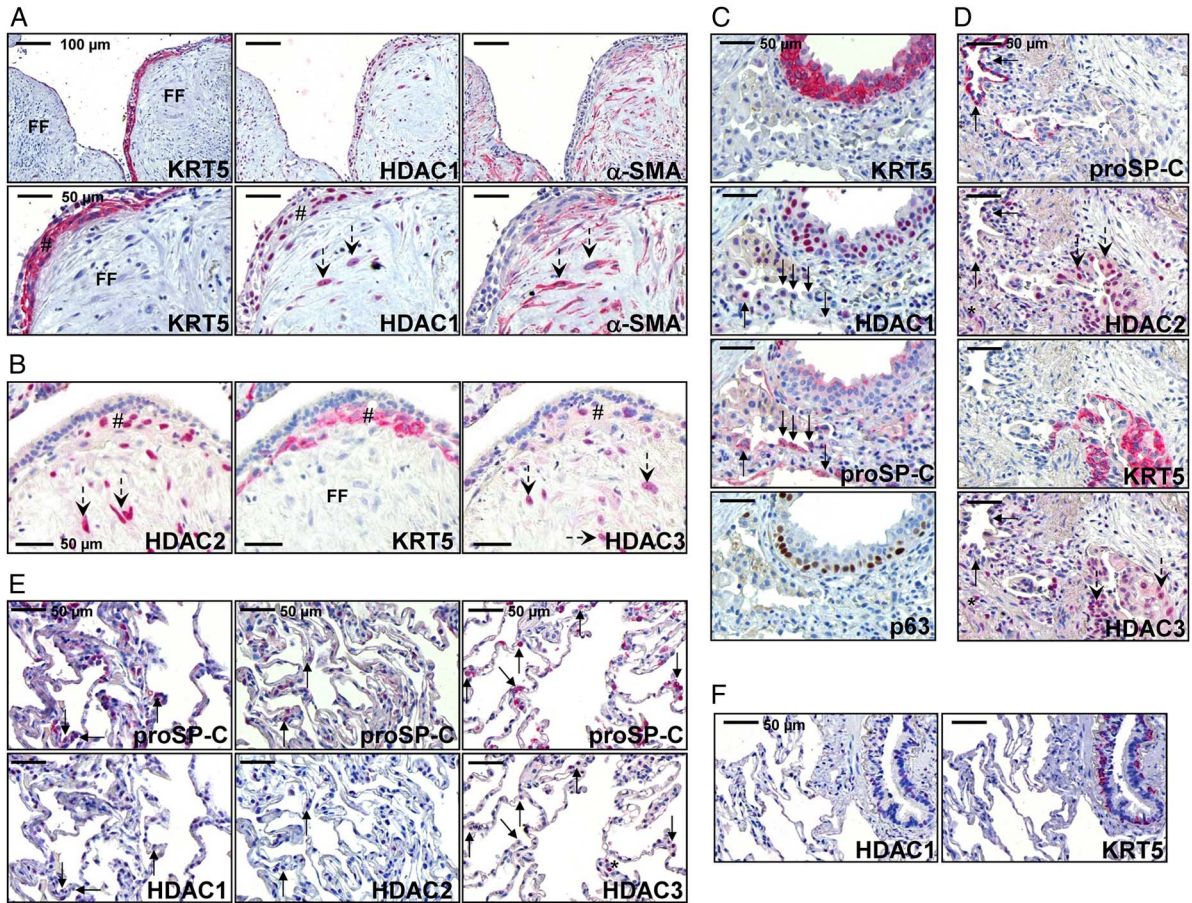 A
100 µm
FF
FF
KRT5
HDAC1
α-SMA
50 µm
#
FF
KRT5
#
HDAC1
α-SMA
B
#
50 µm
HDAC2
#
FF
KRT5
#
HDAC3
C
50 µm
KRT5
HDAC1
proSP-C
p63
D
50 µm
proSP-C
*
HDAC2
KRT5
*
HDAC3
E
50 µm
proSP-C
50 µm
proSP-C
50 µm
proSP-C
HDAC1
HDAC2
*
HDAC3
F
50 µm
HDAC1
KRT5